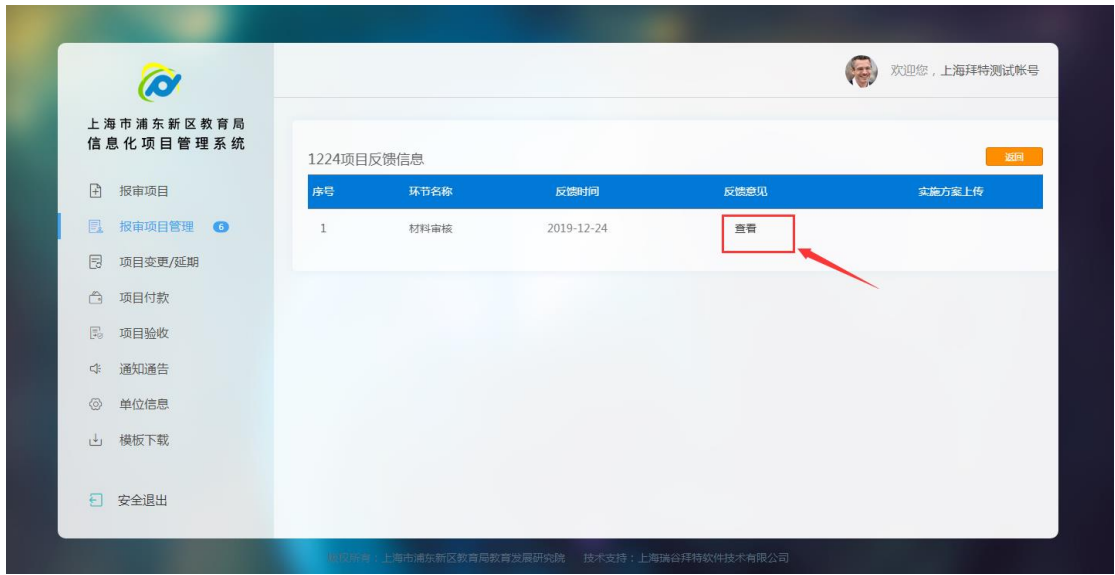 欢迎您，上海拜特测试帐号
上海市浦东新区教育局
信息化项目管理系统
报审项目
报审项目管理 6
项目变更/延期
项目付款
项目验收
通知通告
单位信息
模板下载
安全退出
1224项目反馈信息 返回
序号 环节名称 反馈时间 反馈意见 实施方案上传
1 材料审核 2019-12-24 查看
版权所有：上海市浦东新区教育局教育发展研究院 技术支持：上海瑞谷拜特软件技术有限公司